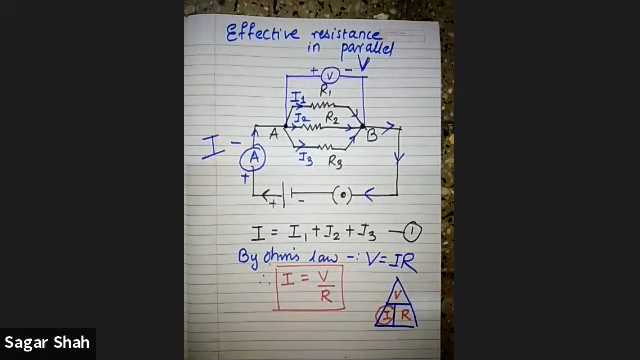 Effective resistance
in parallel
+ V - V
I1 R1
I2 R2
A B
I3 R3
I - A +
+ -
I = I1 + I2 + I3 — 1
By ohm's law -: V = IR
∴ I = V/R
V
I R
Sagar Shah